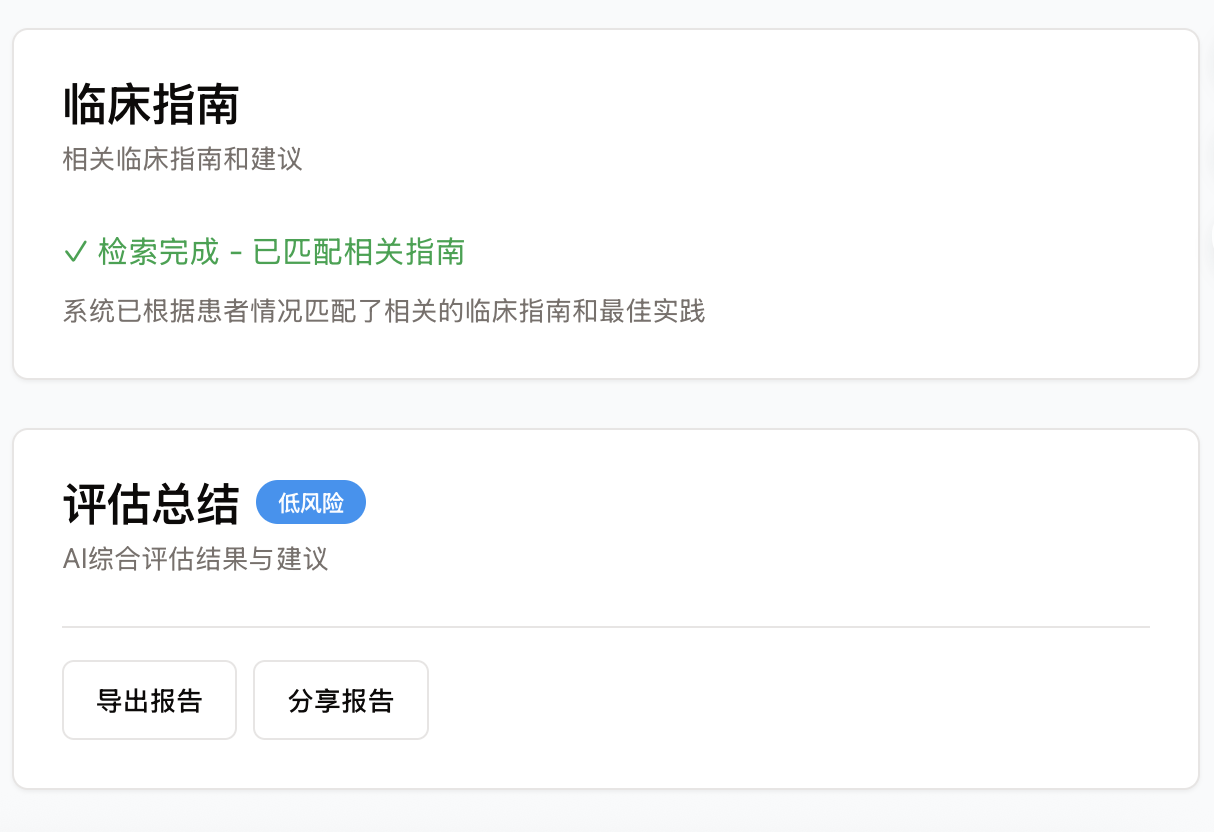 临床指南
相关临床指南和建议
✓ 检索完成 - 已匹配相关指南
系统已根据患者情况匹配了相关的临床指南和最佳实践
评估总结 低风险
AI综合评估结果与建议
导出报告 分享报告